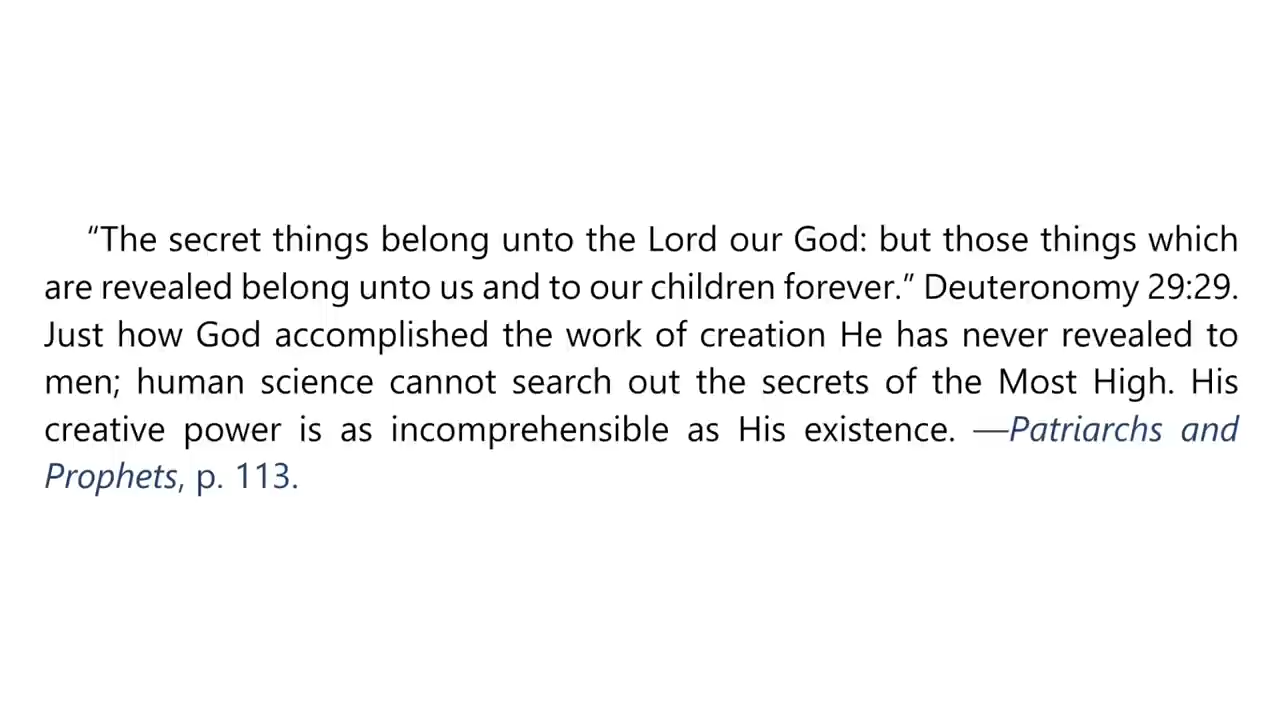 “The secret things belong unto the Lord our God: but those things which
are revealed belong unto us and to our children forever.” Deuteronomy 29:29.
Just how God accomplished the work of creation He has never revealed to
men; human science cannot search out the secrets of the Most High. His
creative power is as incomprehensible as His existence. —Patriarchs and
Prophets, p. 113.